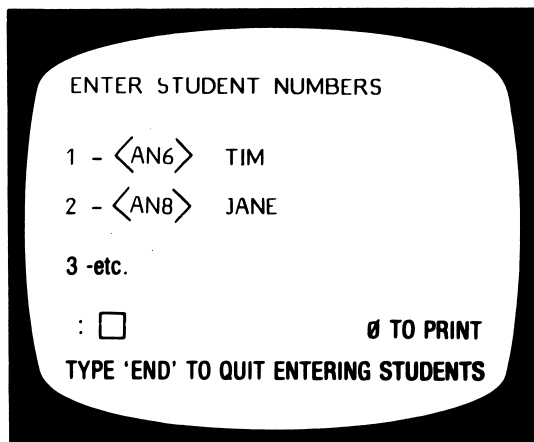 ENTER STUDENT NUMBERS
1 - <AN6> TIM
2 - <AN8> JANE
3 -etc.
: □ Ø TO PRINT
TYPE 'END' TO QUIT ENTERING STUDENTS